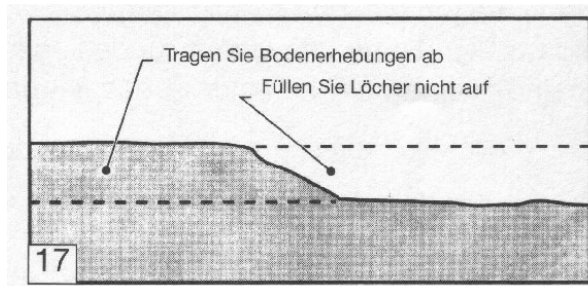 Tragen Sie Bodenerhebungen ab
Füllen Sie Löcher nicht auf
17